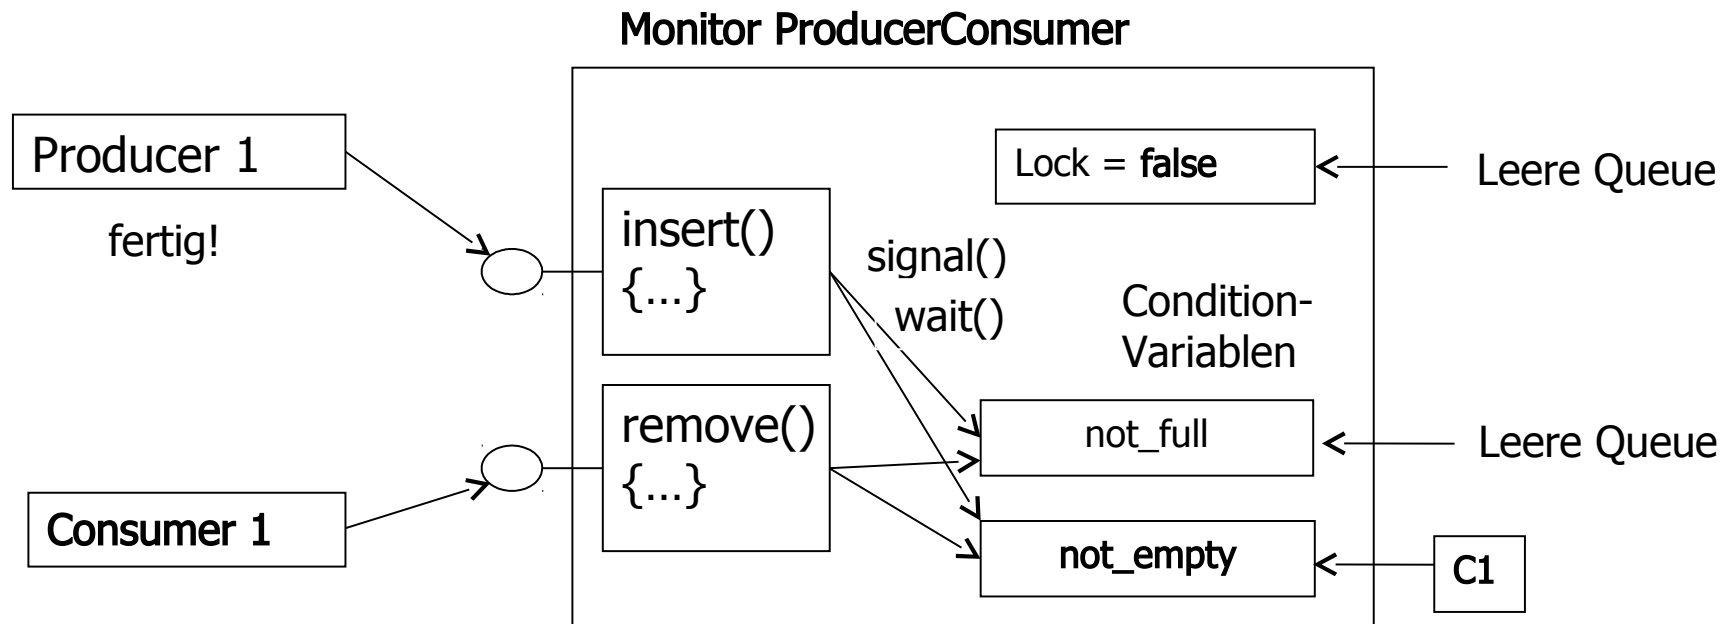 Monitor ProducerConsumer
Producer 1
fertig!
insert()
{...}
signal()
wait()
Lock = false
Leere Queue
Condition-
Variablen
remove()
{...}
not_full
Leere Queue
Consumer 1
not_empty
C1